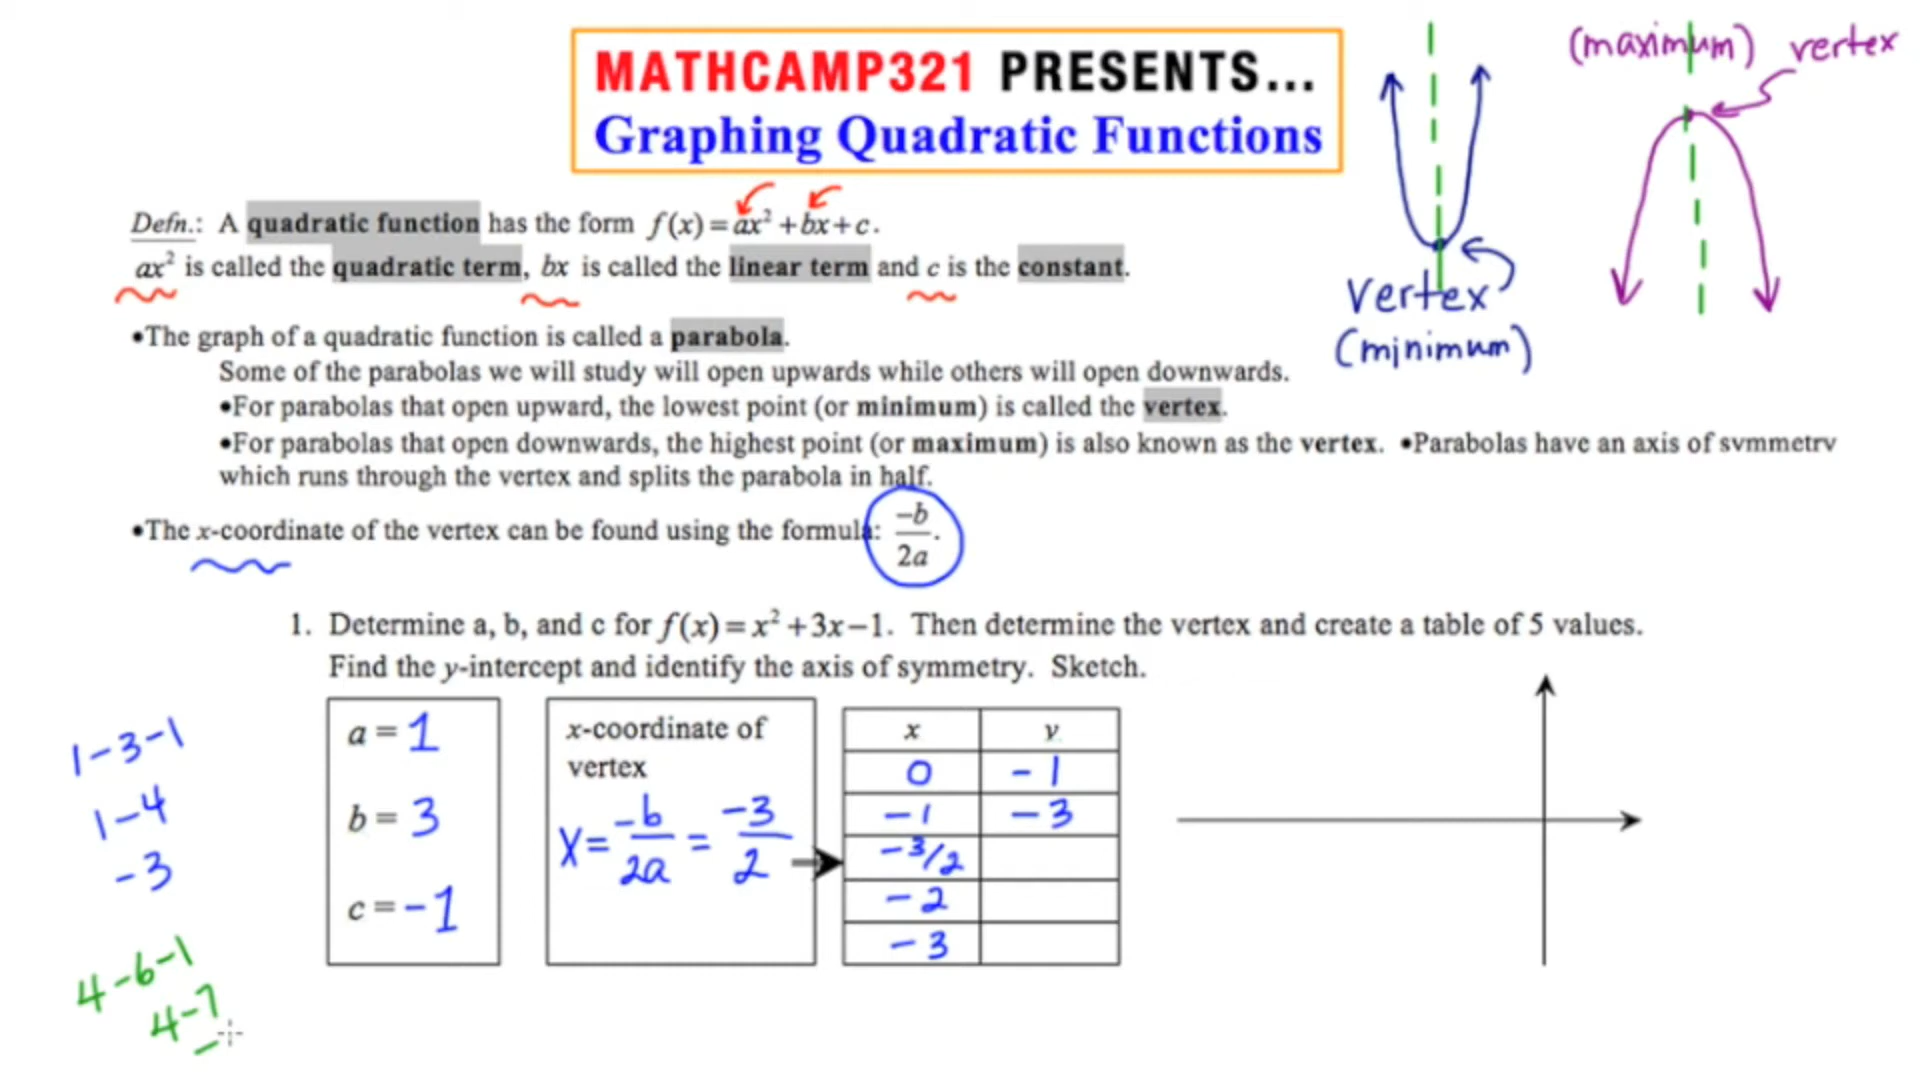 MATHCAMP321 PRESENTS...
Graphing Quadratic Functions
(maximum) vertex
Defn.: A quadratic function has the form f(x)=ax²+bx+c.
ax² is called the quadratic term, bx is called the linear term and c is the constant.
vertex
(minimum)
•The graph of a quadratic function is called a parabola.
Some of the parabolas we will study will open upwards while others will open downwards.
•For parabolas that open upward, the lowest point (or minimum) is called the vertex.
•For parabolas that open downwards, the highest point (or maximum) is also known as the vertex. •Parabolas have an axis of symmetry
which runs through the vertex and splits the parabola in half.
•The x-coordinate of the vertex can be found using the formula: -b/2a.
1. Determine a, b, and c for f(x)=x²+3x-1. Then determine the vertex and create a table of 5 values.
Find the y-intercept and identify the axis of symmetry. Sketch.
1-3-1
1-4
-3
4-6-1
4-7
-
a = 1
b = 3
c = -1
x-coordinate of
vertex
x = -b/2a = -3/2
x y
0 -1
-1 -3
-3/2
-2
-3